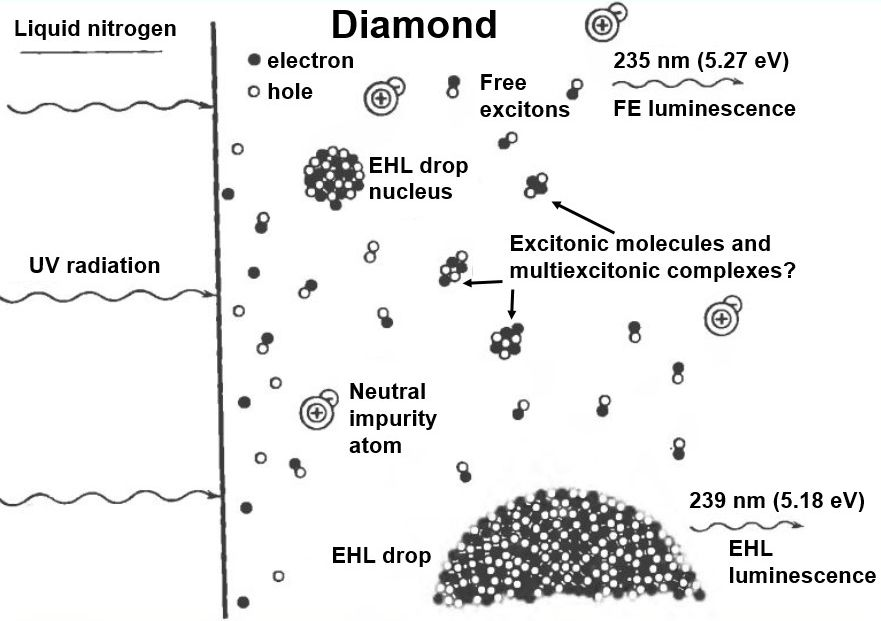 Diamond
Liquid nitrogen
electron
hole
Free
excitons
235 nm (5.27 eV)
FE luminescence
EHL drop
nucleus
Excitonic molecules and
multiexcitonic complexes?
UV radiation
Neutral
impurity
atom
EHL drop
239 nm (5.18 eV)
EHL
luminescence